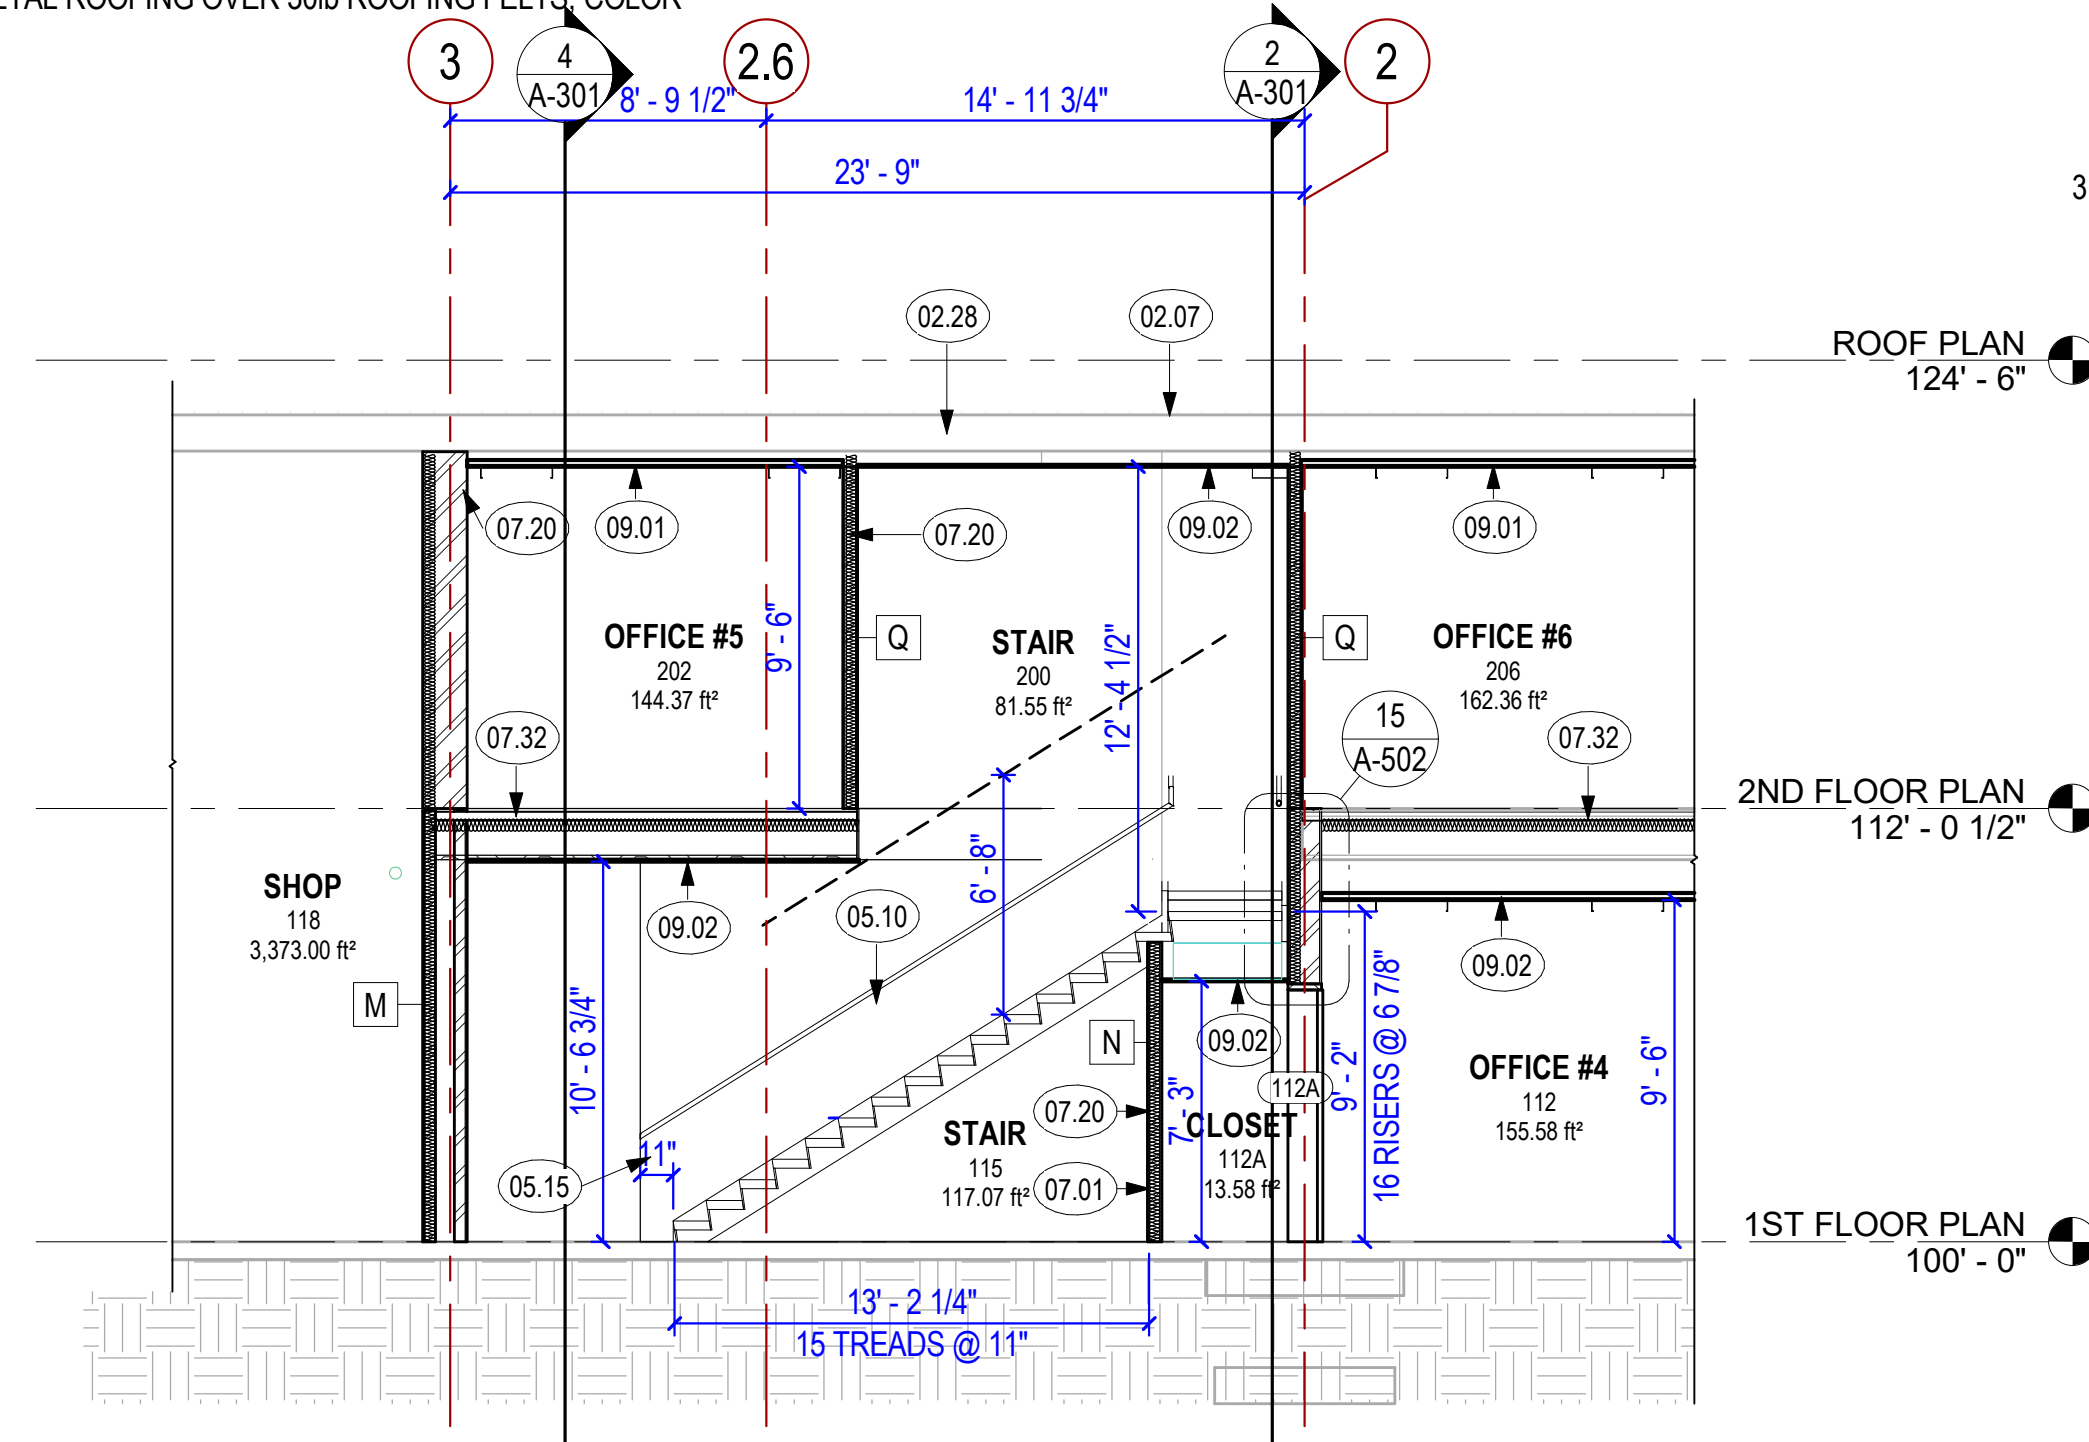 ETAL ROOFING OVER 30lb ROOFING FELTS, COLOR
3
4
A-301
2.6
2
A-301
2
8' - 9 1/2"
14' - 11 3/4"
23' - 9"
3
02.28
02.07
ROOF PLAN
124' - 6"
07.20
09.01
07.20
09.02
09.01
OFFICE #5
202
144.37 ft²
9' - 6"
Q
STAIR
200
81.55 ft²
12' - 4 1/2"
Q
OFFICE #6
206
162.36 ft²
07.32
15
A-502
07.32
2ND FLOOR PLAN
112' - 0 1/2"
SHOP
118
3,373.00 ft²
09.02
05.10
6' - 8"
09.02
M
10' - 6 3/4"
N
09.02
9' - 2"
16 RISERS @ 6 7/8"
OFFICE #4
112
155.58 ft²
9' - 6"
112A
07.20
7' - 3"
CLOSET
112A
13.58 ft²
STAIR
115
117.07 ft²
07.01
11"
05.15
1ST FLOOR PLAN
100' - 0"
13' - 2 1/4"
15 TREADS @ 11"